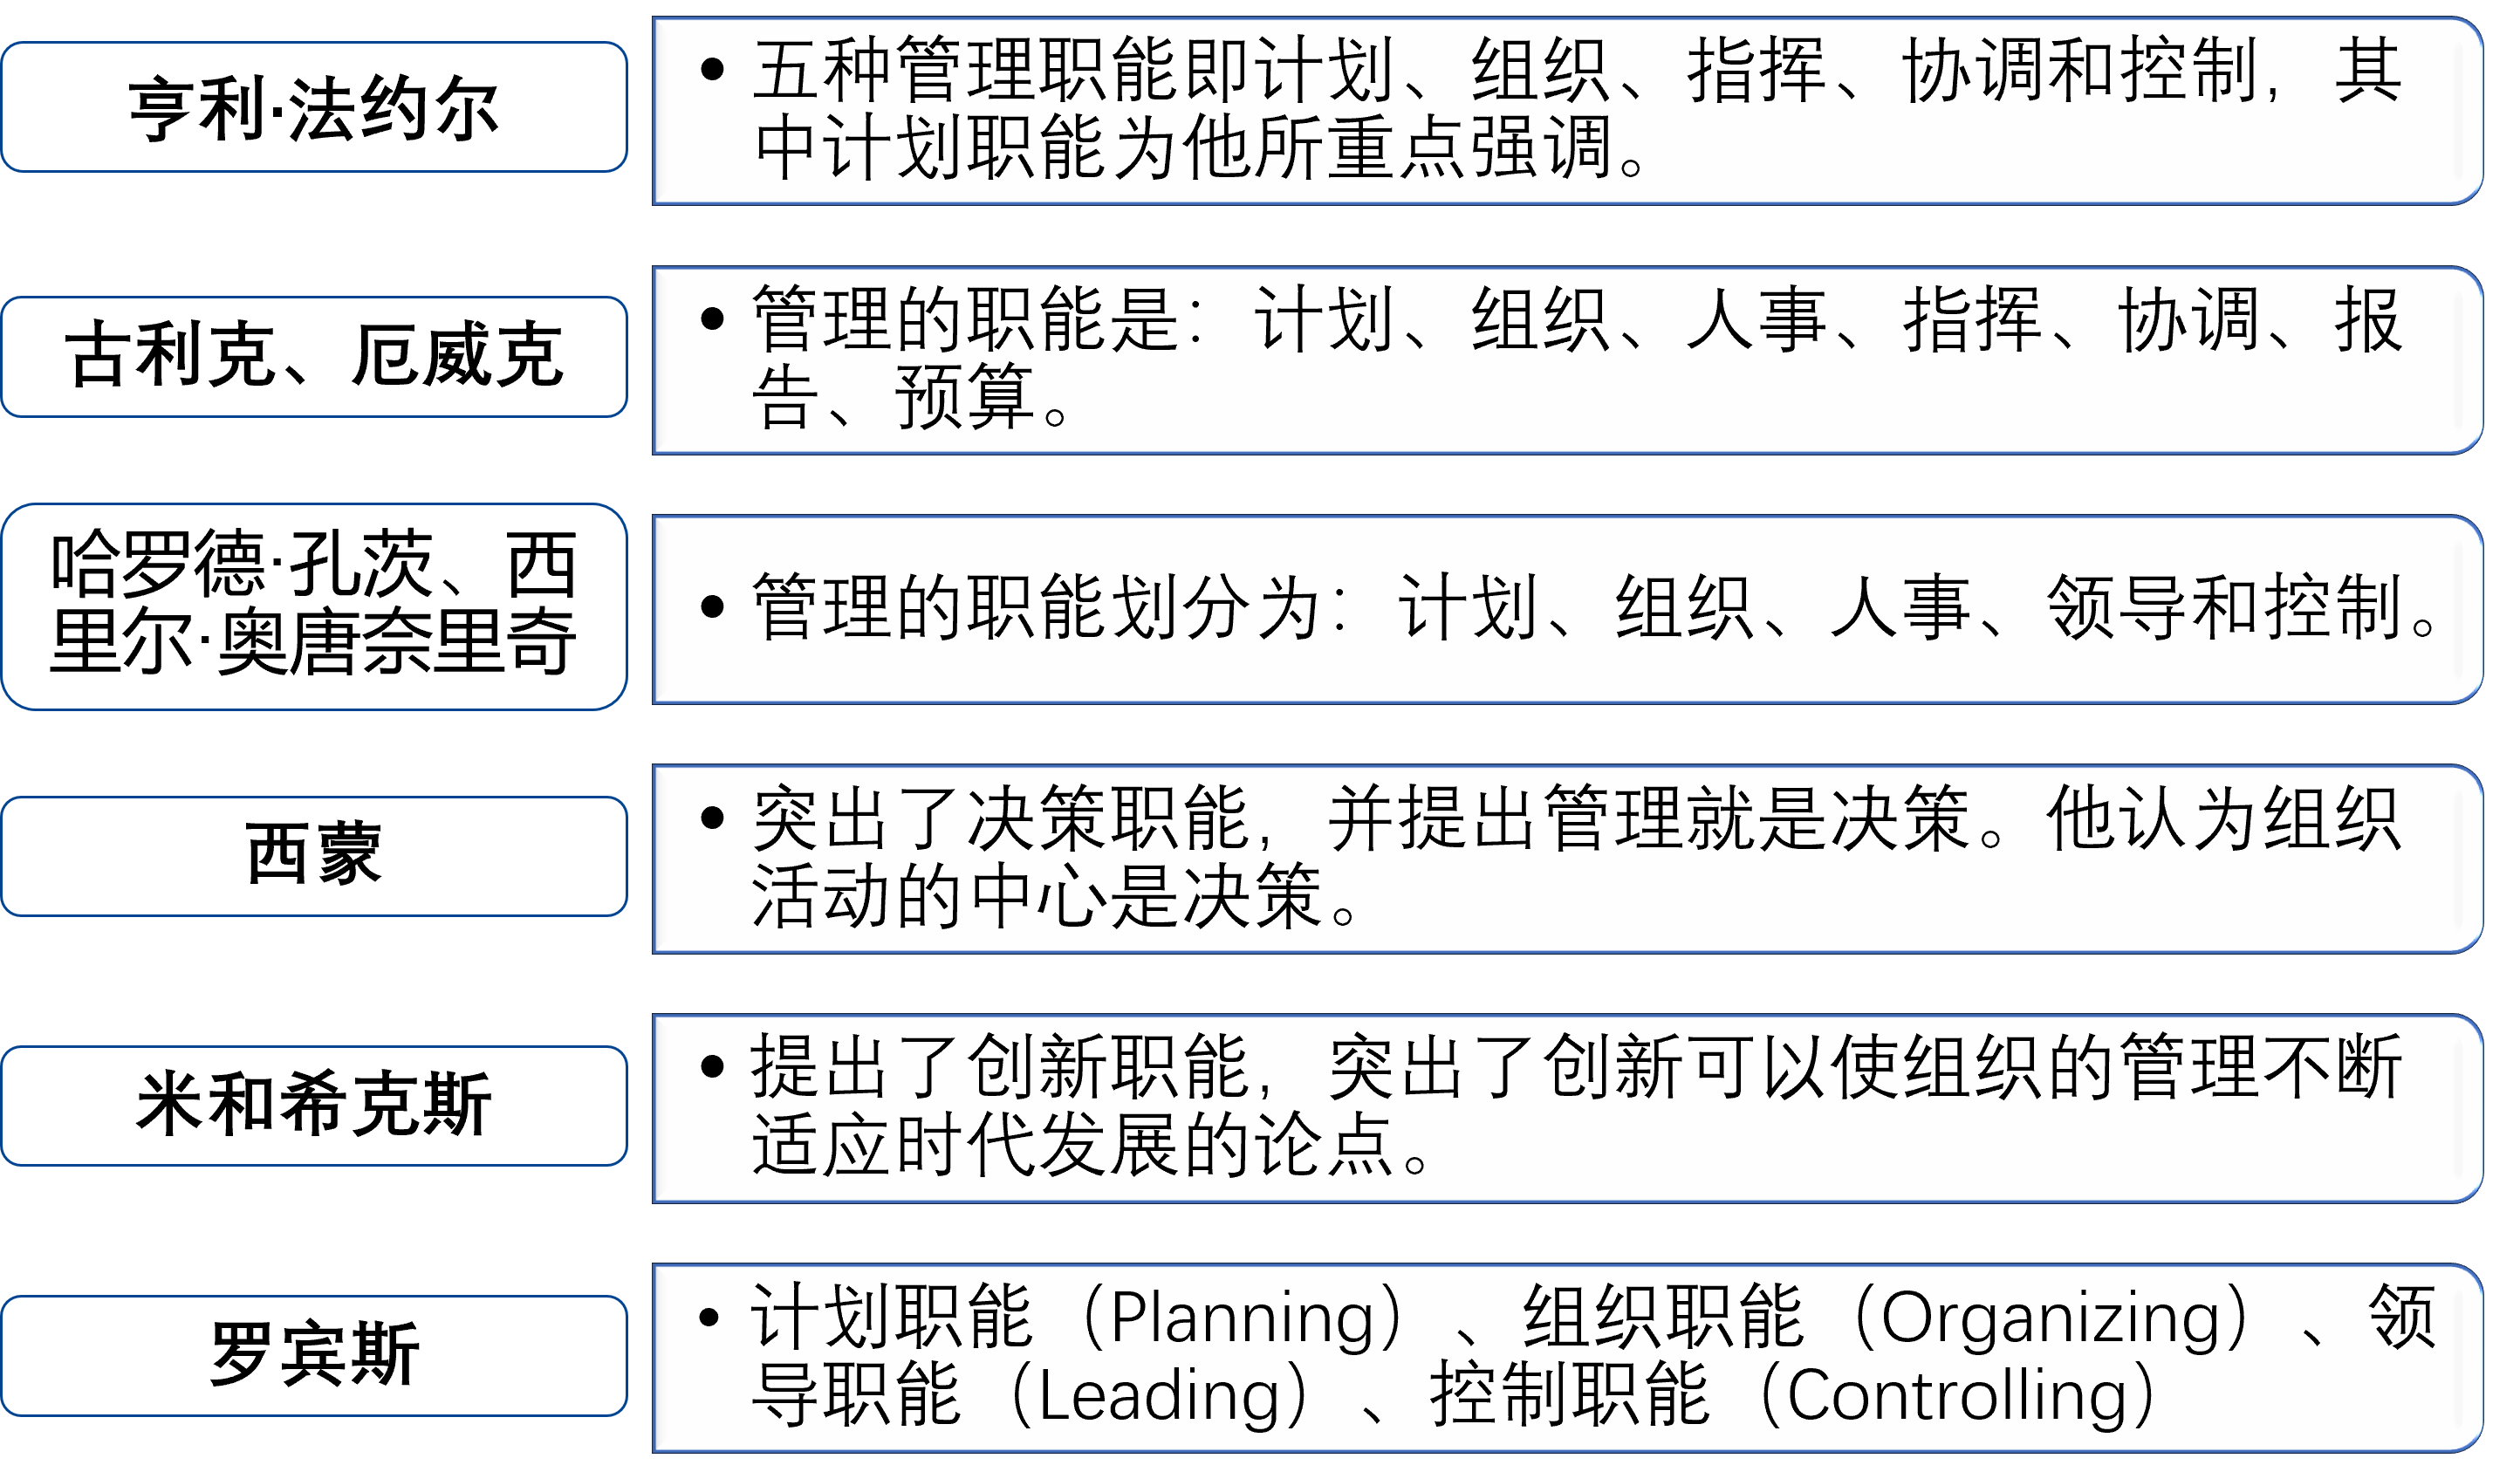 亨利·法约尔
• 五种管理职能即计划、组织、指挥、协调和控制，其
中计划职能为他所重点强调。
古利克、厄威克
• 管理的职能是：计划、组织、人事、指挥、协调、报
告、预算。
哈罗德·孔茨、西
里尔·奥唐奈里奇
• 管理的职能划分为：计划、组织、人事、领导和控制。
西蒙
• 突出了决策职能，并提出管理就是决策。他认为组织
活动的中心是决策。
米和希克斯
• 提出了创新职能，突出了创新可以使组织的管理不断
适应时代发展的论点。
罗宾斯
• 计划职能（Planning）、组织职能（Organizing）、领
导职能（Leading）、控制职能（Controlling）